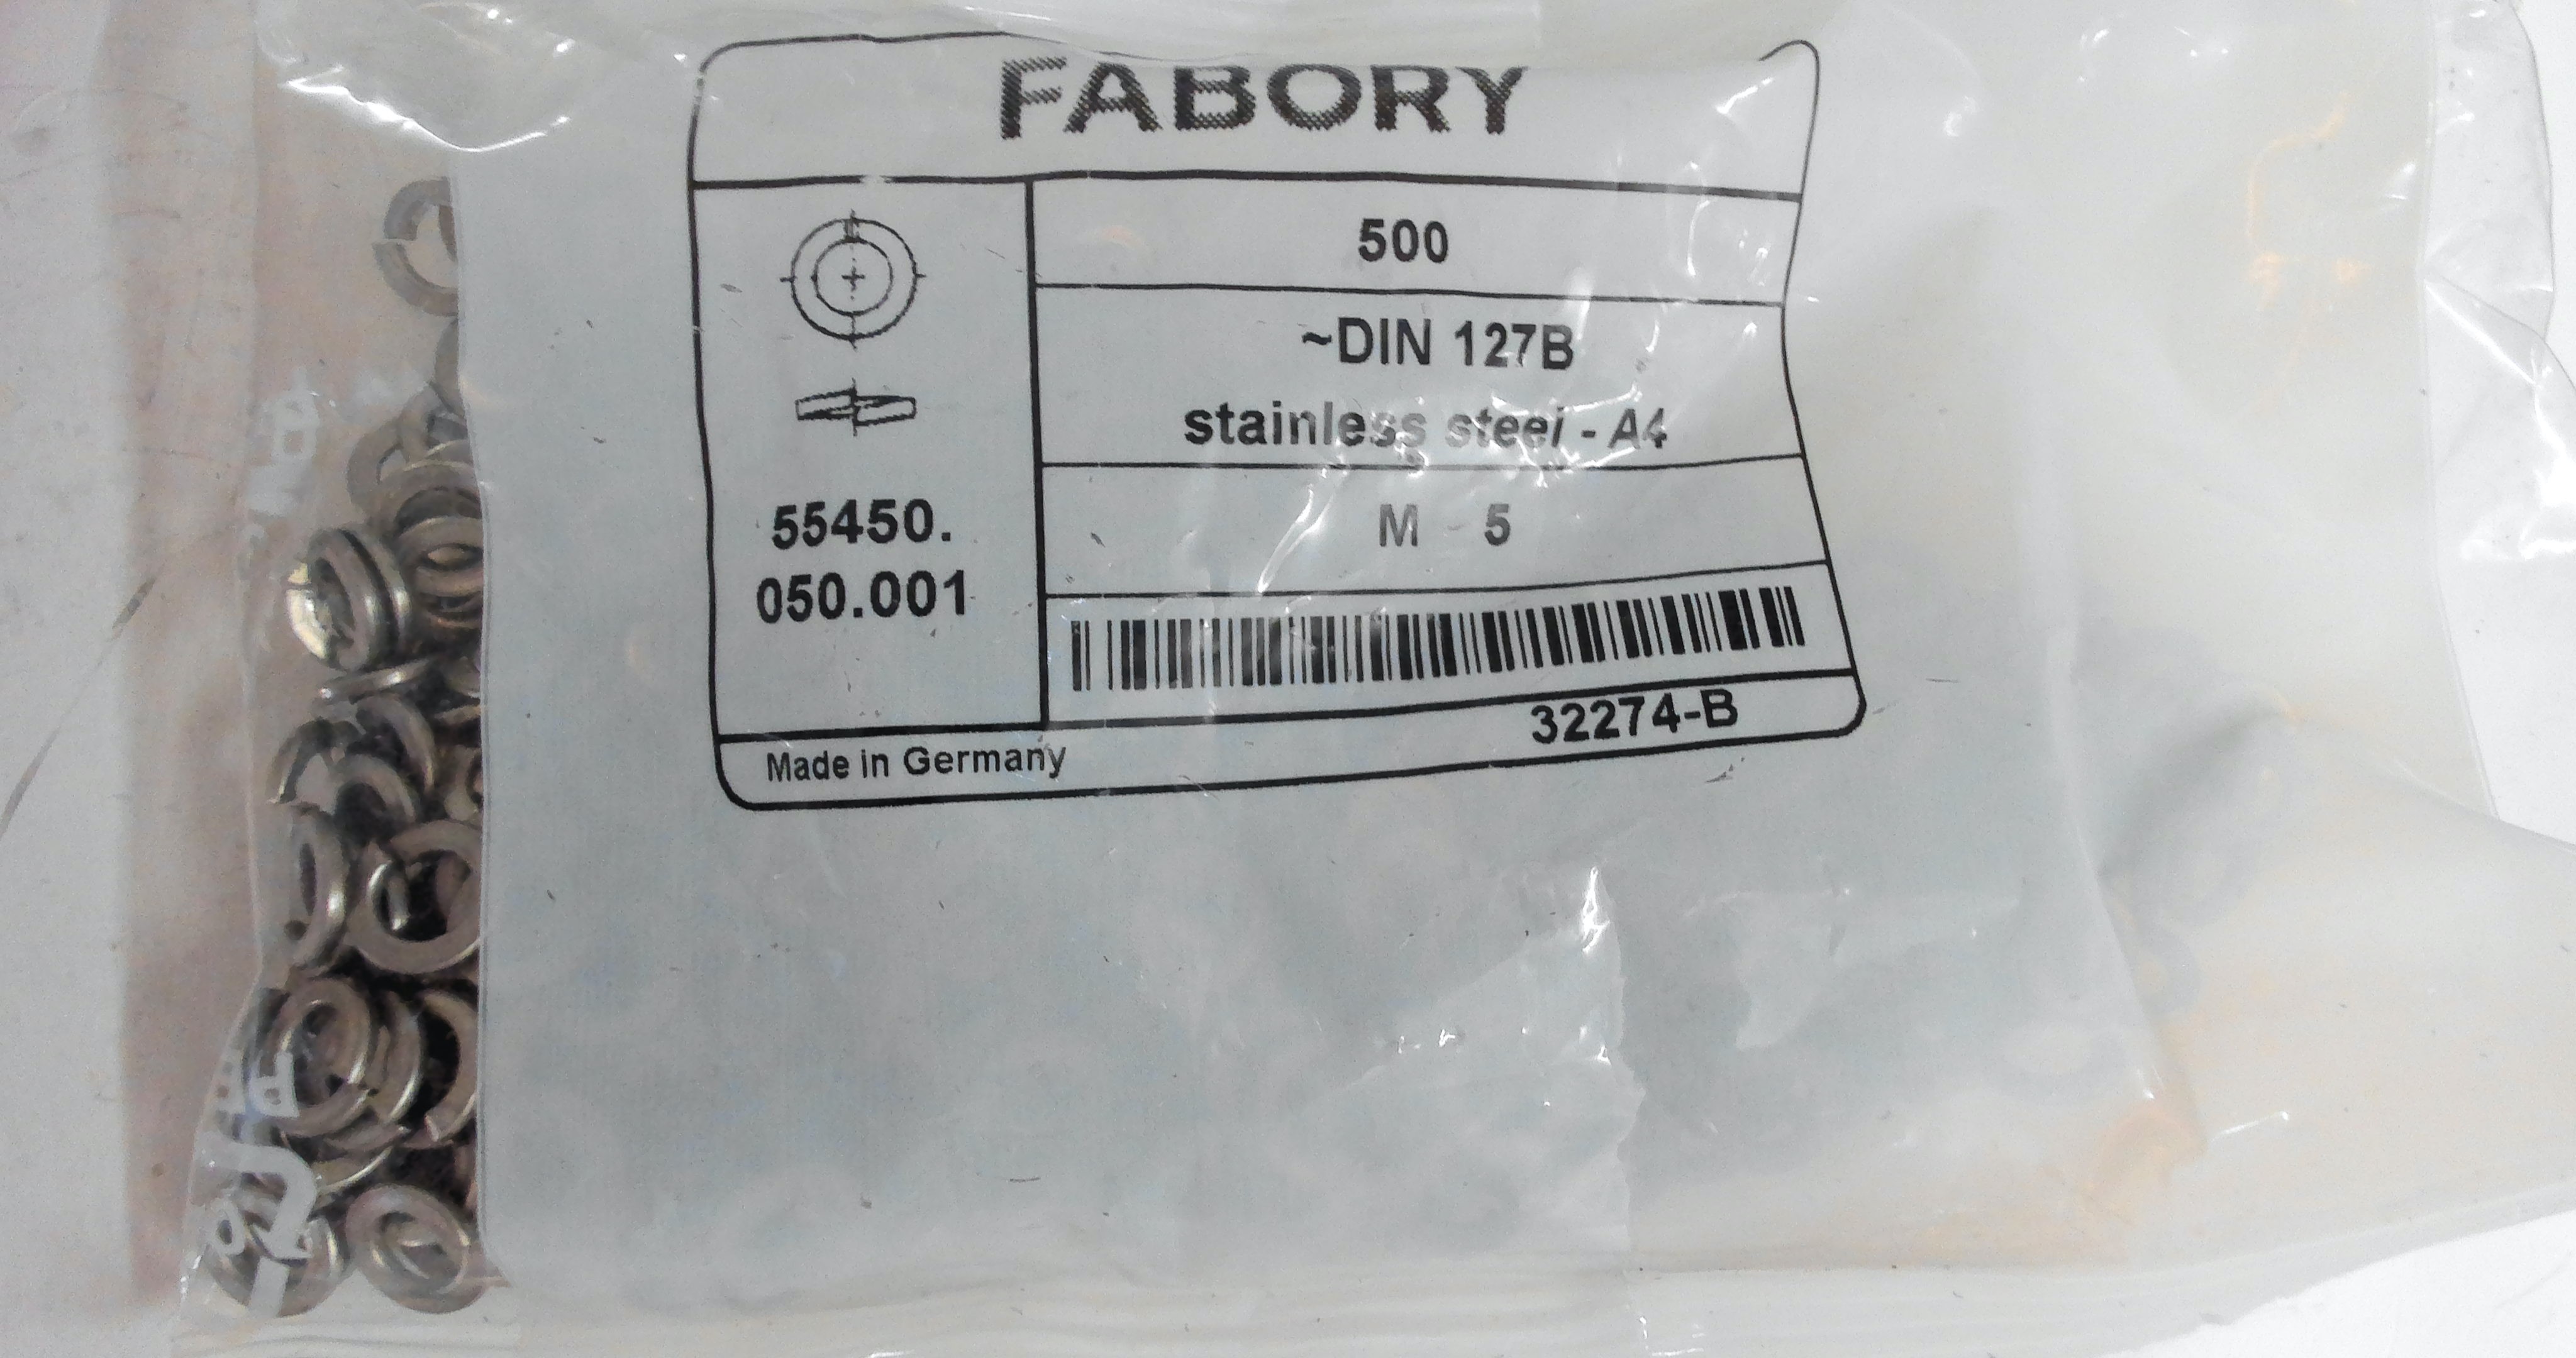 FABORY
500
~DIN 127B
stainless steel - A4
55450.
050.001
M 5
32274-B
Made in Germany